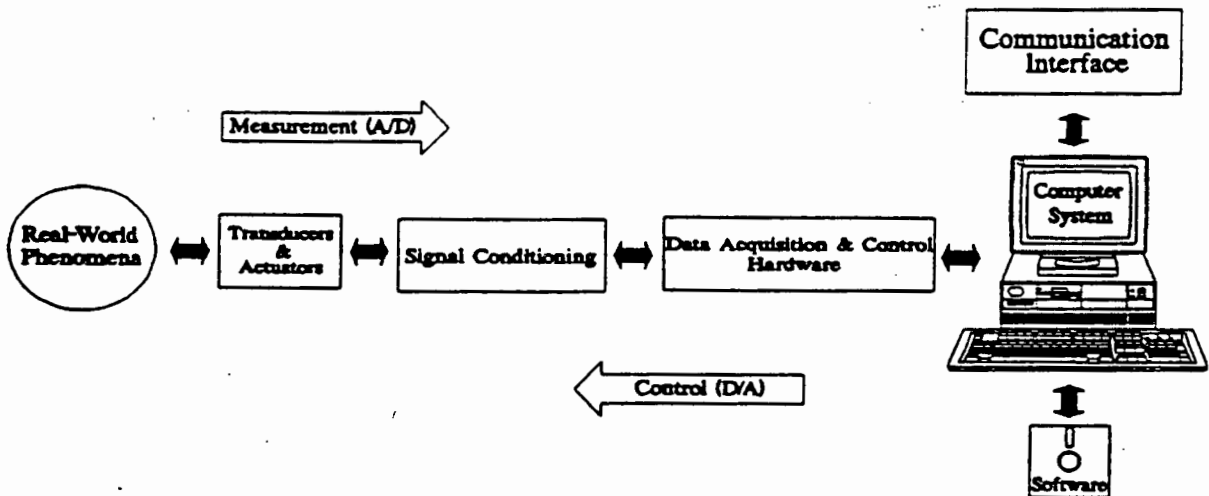 Communication
Interface
Measurement (A/D)
Real-World
Phenomena
Transducers
&
Actuators
Signal Conditioning
Data Acquisition & Control
Hardware
Computer
System
Control (D/A)
Software